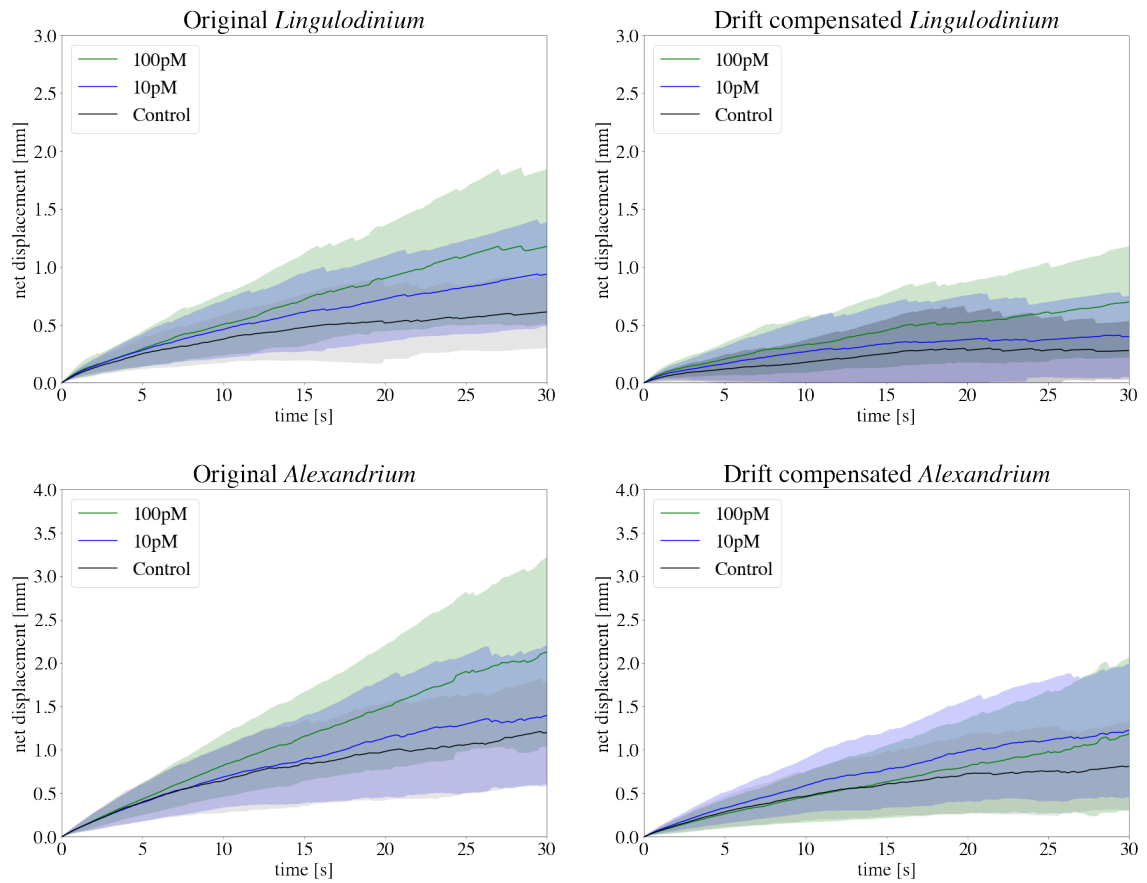 Original Lingulodinium
3.0
2.5
2.0
1.5
1.0
0.5
0.0
net displacement [mm]
100pM
10pM
Control
0 5 10 15 20 25 30
time [s]
Drift compensated Lingulodinium
3.0
2.5
2.0
1.5
1.0
0.5
0.0
net displacement [mm]
100pM
10pM
Control
0 5 10 15 20 25 30
time [s]
Original Alexandrium
4.0
3.5
3.0
2.5
2.0
1.5
1.0
0.5
0.0
net displacement [mm]
100pM
10pM
Control
0 5 10 15 20 25 30
time [s]
Drift compensated Alexandrium
4.0
3.5
3.0
2.5
2.0
1.5
1.0
0.5
0.0
net displacement [mm]
100pM
10pM
Control
0 5 10 15 20 25 30
time [s]